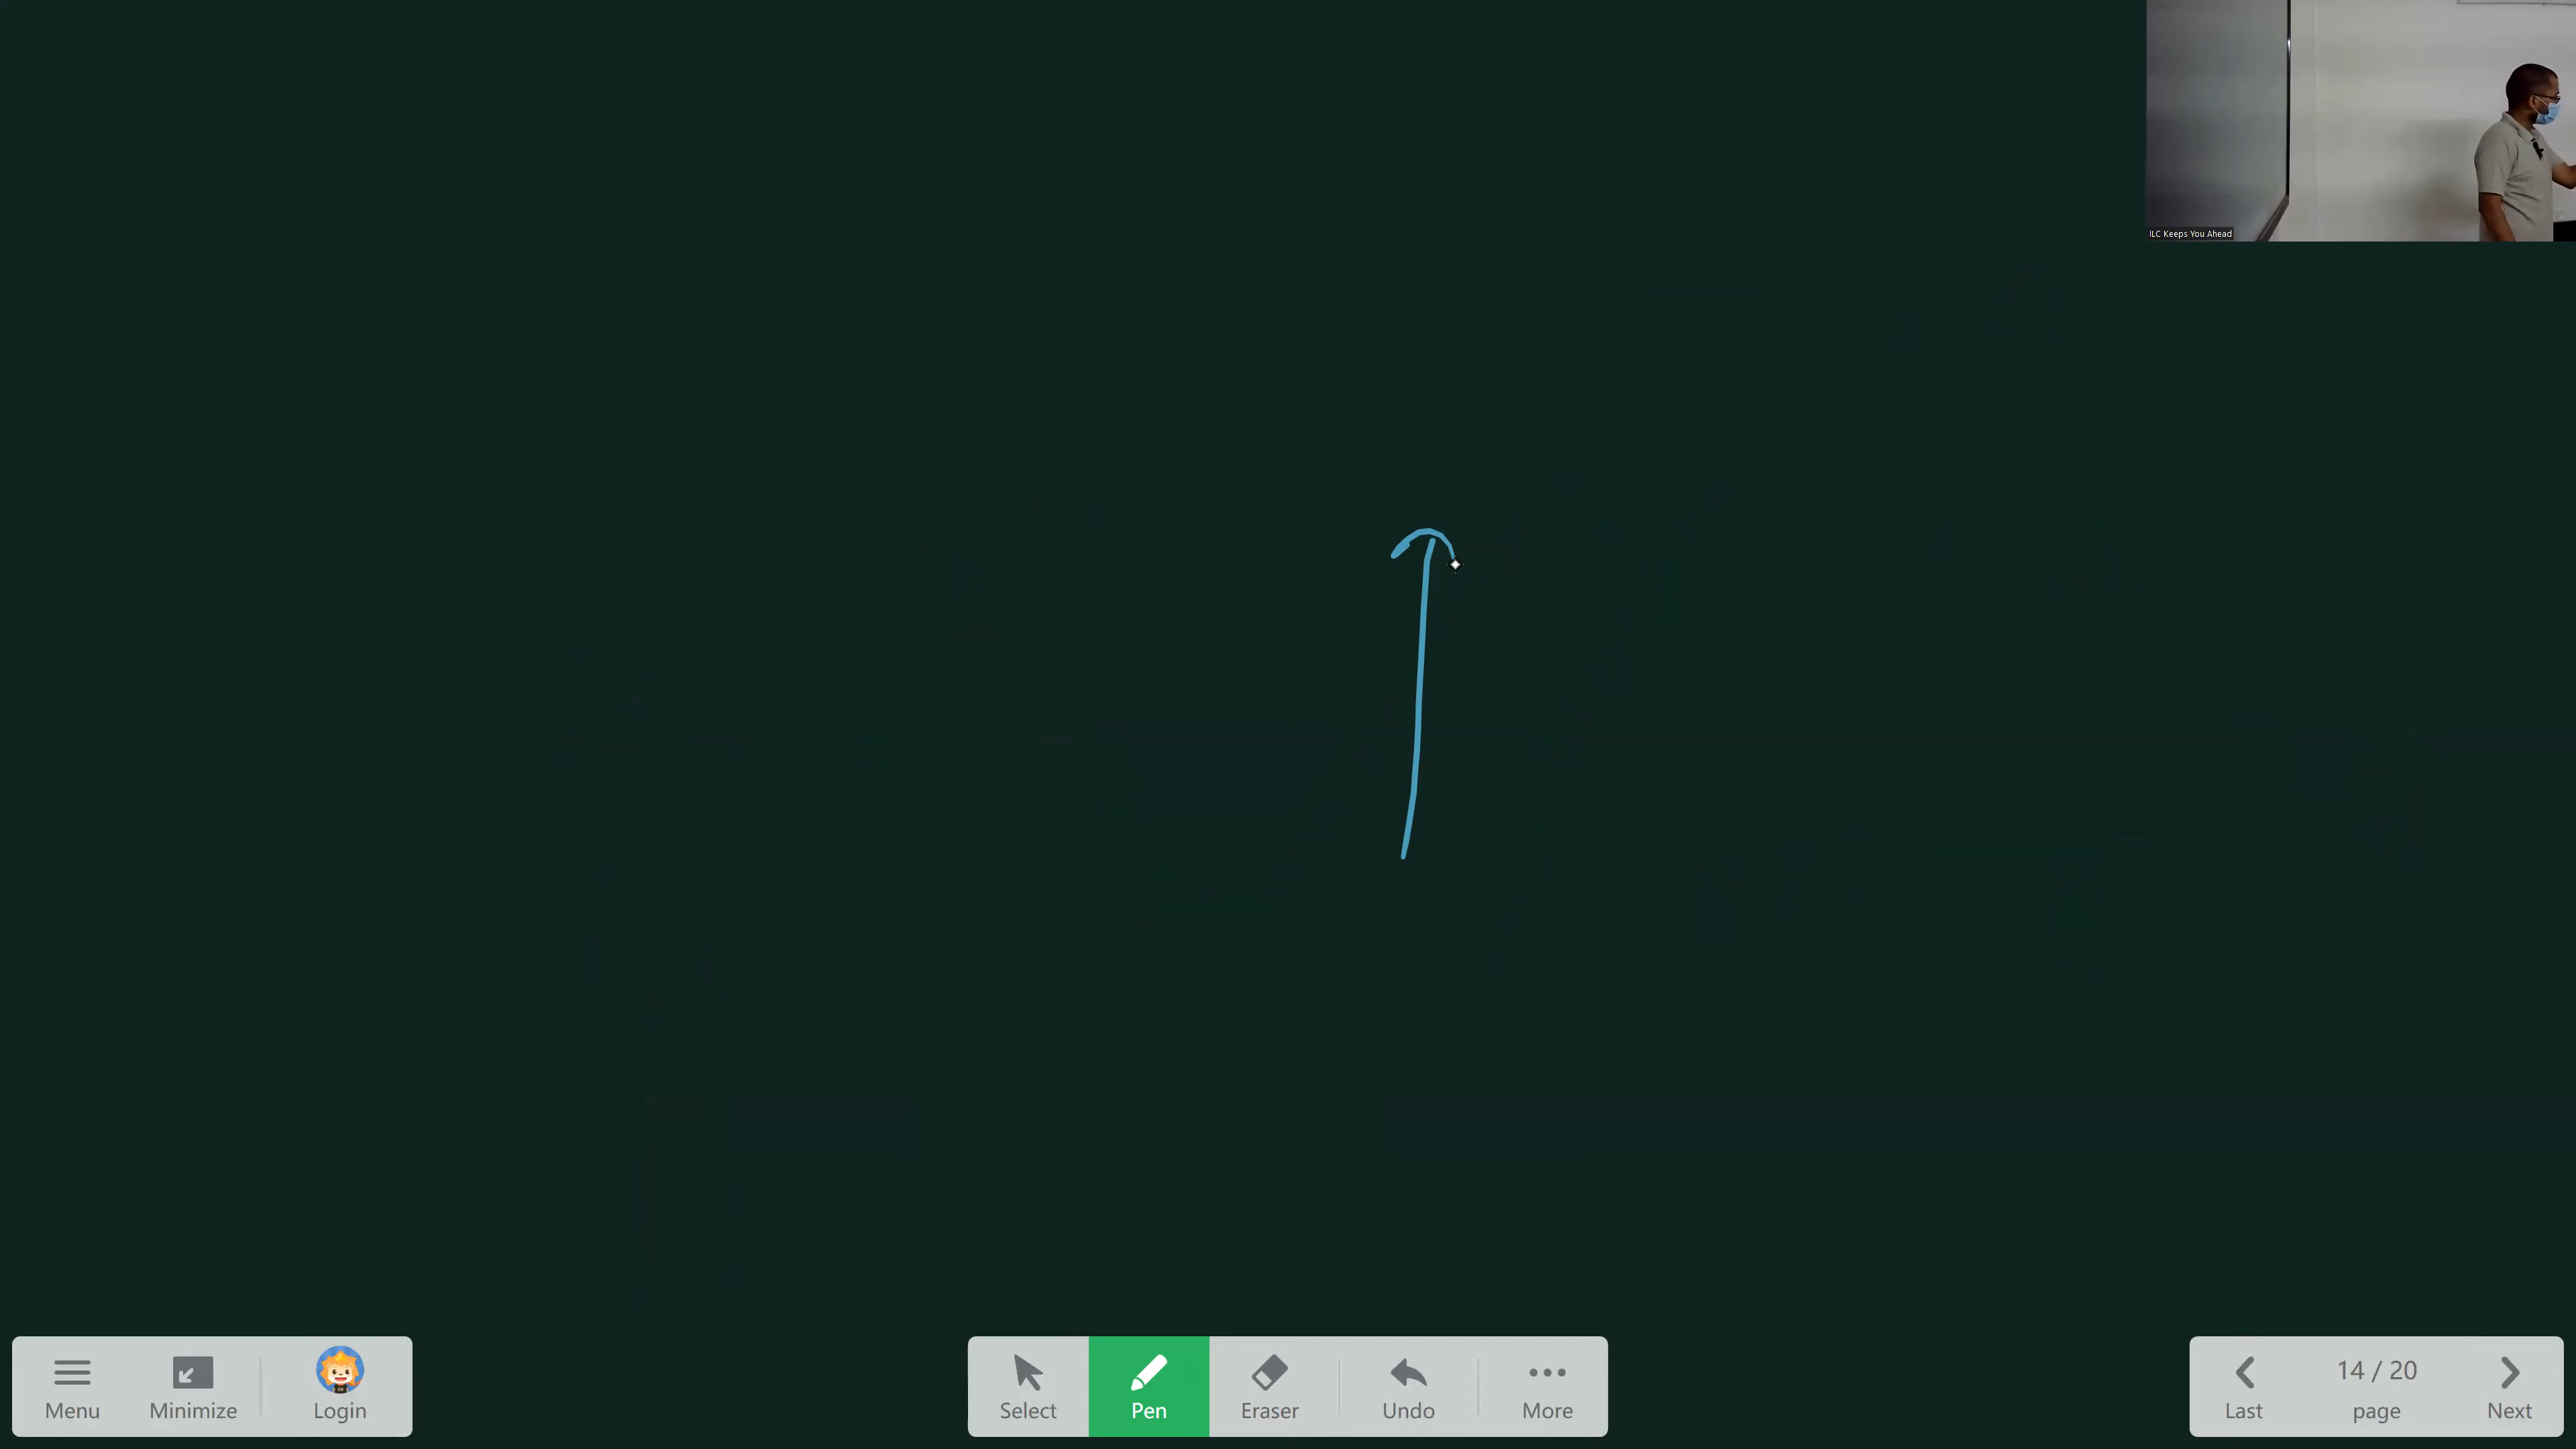 ILC Keeps You Ahead
Menu
Minimize
Login
Select
Pen
Eraser
Undo
More
Last
14 / 20
page
Next